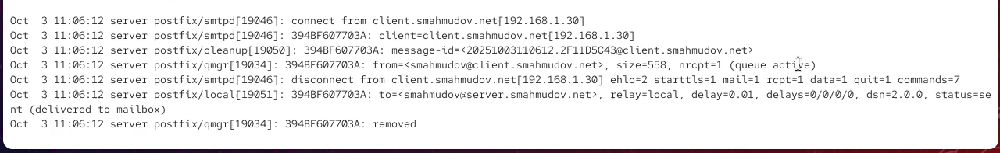 Oct  3 11:06:12 server postfix/smtpd[19046]: connect from client.smahmudov.net[192.168.1.30]
Oct  3 11:06:12 server postfix/smtpd[19046]: 394BF607703A: client=client.smahmudov.net[192.168.1.30]
Oct  3 11:06:12 server postfix/cleanup[19050]: 394BF607703A: message-id=<20251003110612.2F11D5C43@client.smahmudov.net>
Oct  3 11:06:12 server postfix/qmgr[19034]: 394BF607703A: from=<smahmudov@client.smahmudov.net>, size=558, nrcpt=1 (queue active)
Oct  3 11:06:12 server postfix/smtpd[19046]: disconnect from client.smahmudov.net[192.168.1.30] ehlo=2 starttls=1 mail=1 rcpt=1 data=1 quit=1 commands=7
Oct  3 11:06:12 server postfix/local[19051]: 394BF607703A: to=<smahmudov@server.smahmudov.net>, relay=local, delay=0.01, delays=0/0/0/0, dsn=2.0.0, status=se
nt (delivered to mailbox)
Oct  3 11:06:12 server postfix/qmgr[19034]: 394BF607703A: removed